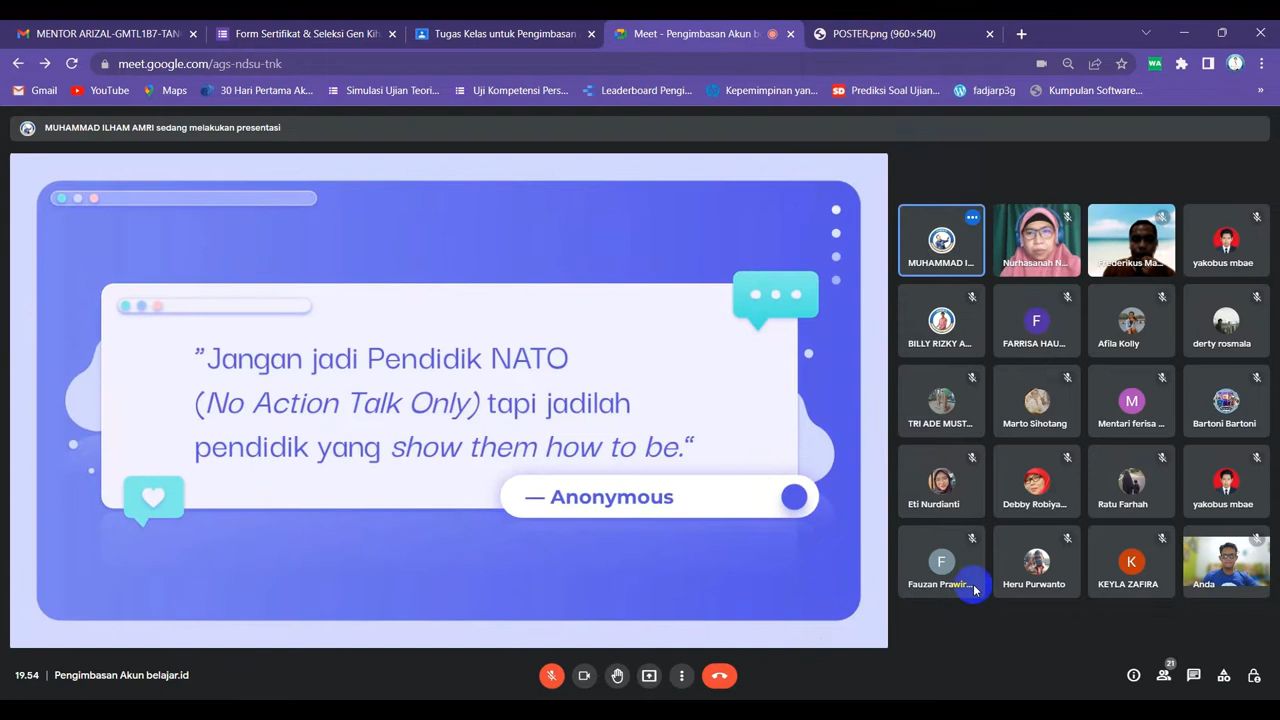 MENTOR ARIZAL-GMTL1B7-TAN
Form Sertifikat & Seleksi Gen Kih
Tugas Kelas untuk Pengimbasan
Meet - Pengimbasan Akun b
POSTER.png (960×540)
meet.google.com/ags-ndsu-tnk
WA
Gmail
YouTube
Maps
30 Hari Pertama Ak...
Simulasi Ujian Teori...
Uji Kompetensi Pers...
Leaderboard Pengi...
Kepemimpinan yan...
SD
Prediksi Soal Ujian...
fadjarp3g
Kumpulan Software...
MUHAMMAD ILHAM AMRI sedang melakukan presentasi
"Jangan jadi Pendidik NATO
(No Action Talk Only) tapi jadilah
pendidik yang show them how to be."
— Anonymous
MUHAMMAD I...
Nurhasanah N...
Frederikus Ma...
yakobus mbae
BILLY RIZKY A...
F
FARRISA HAU...
Afila Kolly
derty rosmala
TRI ADE MUST...
Marto Sihotang
M
Mentari ferisa ...
Bartoni Bartoni
Eti Nurdianti
Debby Robiya...
Ratu Farhah
yakobus mbae
F
Fauzan Prawir...
Heru Purwanto
K
KEYLA ZAFIRA
Anda
19.54 | Pengimbasan Akun belajar.id
21